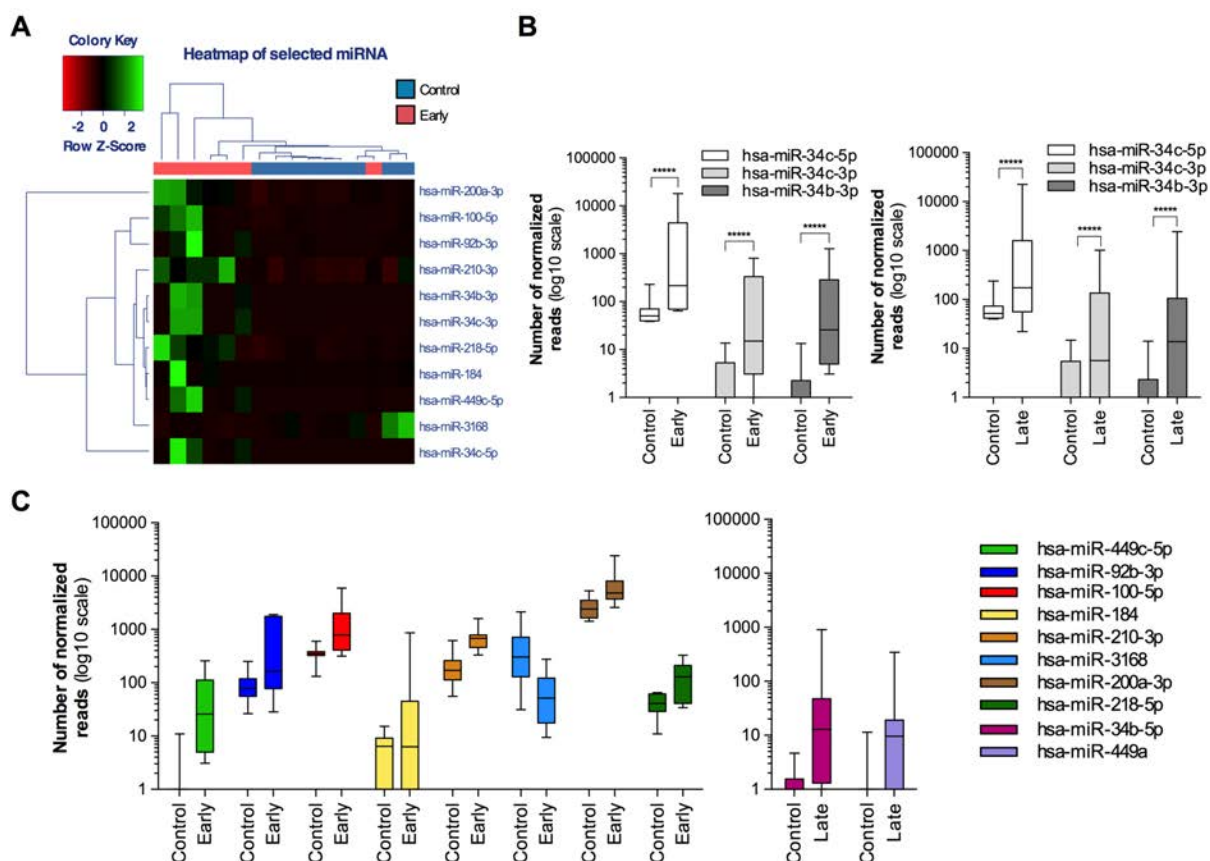 A
Colory Key
-2 0 2
Row Z-Score
Heatmap of selected miRNA
Control
Early
hsa-miR-200a-3p
hsa-miR-100-5p
hsa-miR-92b-3p
hsa-miR-210-3p
hsa-miR-34b-3p
hsa-miR-34c-3p
hsa-miR-218-5p
hsa-miR-184
hsa-miR-449c-5p
hsa-miR-3168
hsa-miR-34c-5p
B
Number of normalized
reads (log10 scale)
100000
10000
1000
100
10
1
*****
*****
*****
hsa-miR-34c-5p
hsa-miR-34c-3p
hsa-miR-34b-3p
Control
Early
Control
Early
Control
Early
Number of normalized
reads (log10 scale)
100000
10000
1000
100
10
1
*****
*****
*****
hsa-miR-34c-5p
hsa-miR-34c-3p
hsa-miR-34b-3p
Control
Late
Control
Late
Control
Late
C
Number of normalized
reads (log10 scale)
100000
10000
1000
100
10
1
Control
Early
Control
Early
Control
Early
Control
Early
Control
Early
Control
Early
Control
Early
Control
Early
100000
10000
1000
100
10
1
Control
Late
Control
Late
hsa-miR-449c-5p
hsa-miR-92b-3p
hsa-miR-100-5p
hsa-miR-184
hsa-miR-210-3p
hsa-miR-3168
hsa-miR-200a-3p
hsa-miR-218-5p
hsa-miR-34b-5p
hsa-miR-449a